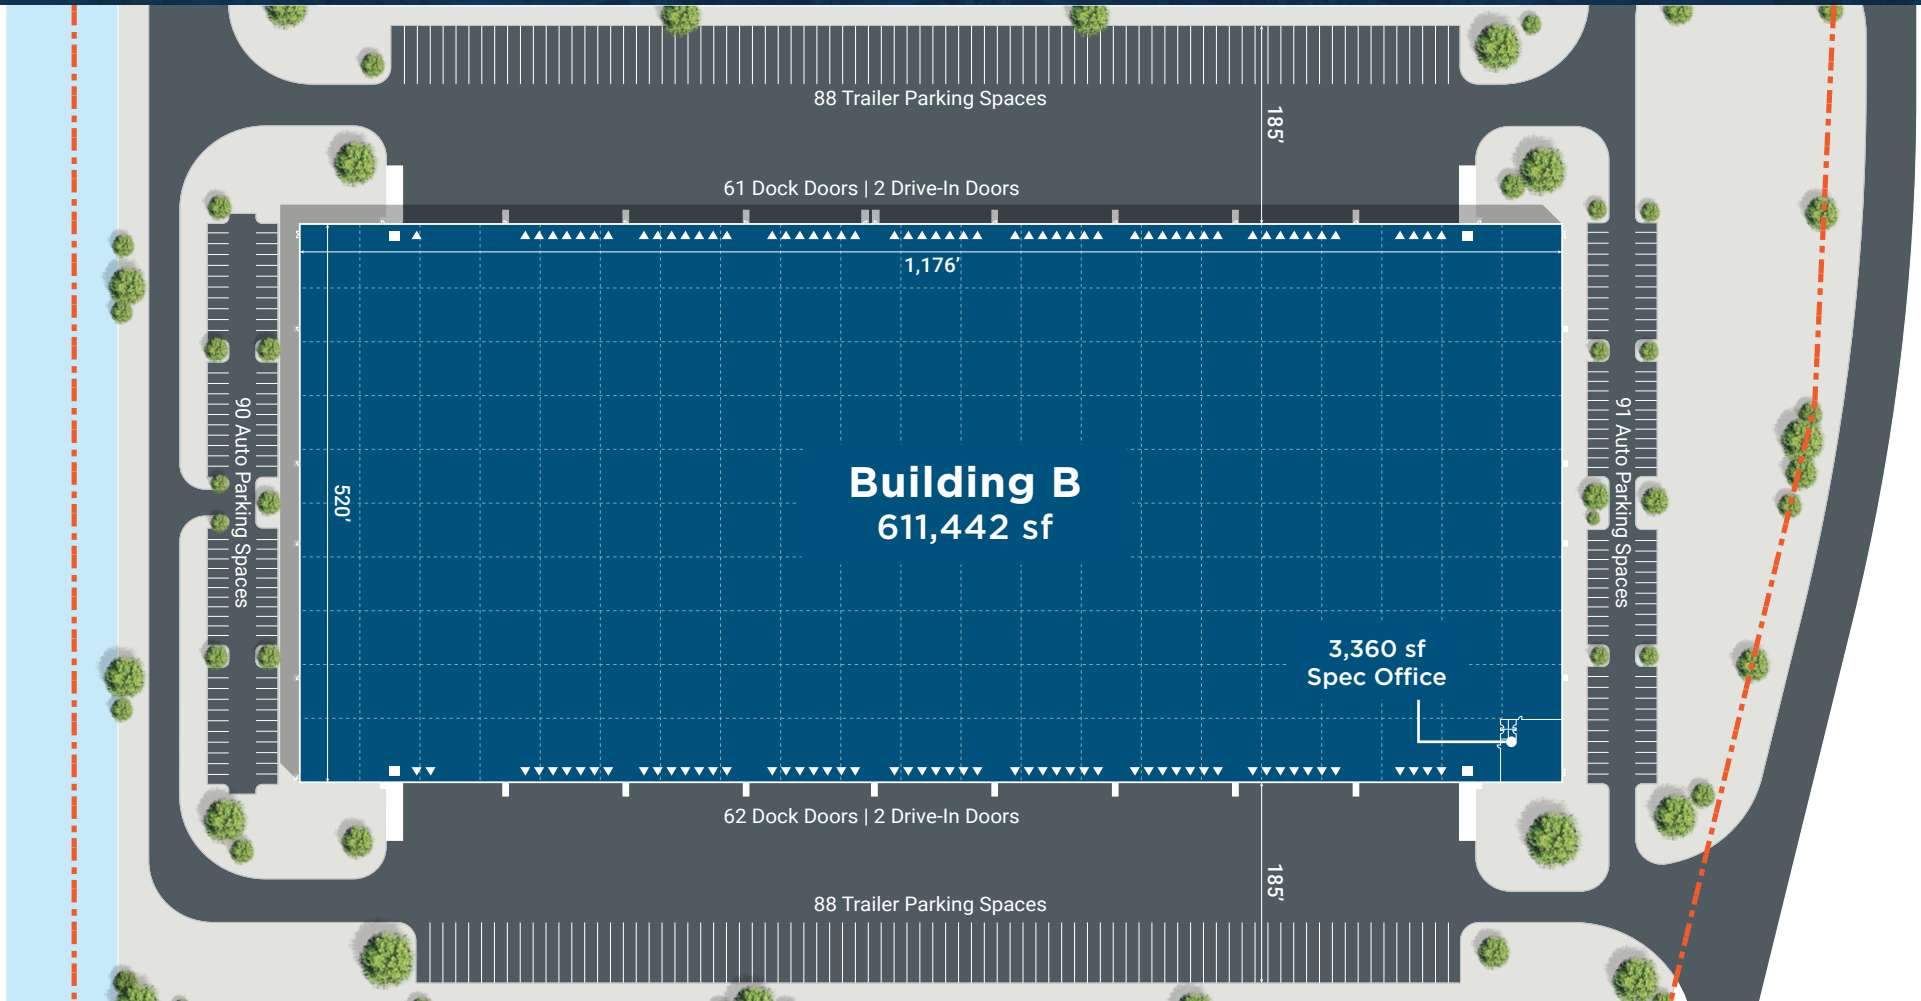 88 Trailer Parking Spaces
185’
61 Dock Doors | 2 Drive-In Doors
1,176’
90 Auto Parking Spaces
520’
Building B
611,442 sf
91 Auto Parking Spaces
3,360 sf
Spec Office
62 Dock Doors | 2 Drive-In Doors
185’
88 Trailer Parking Spaces